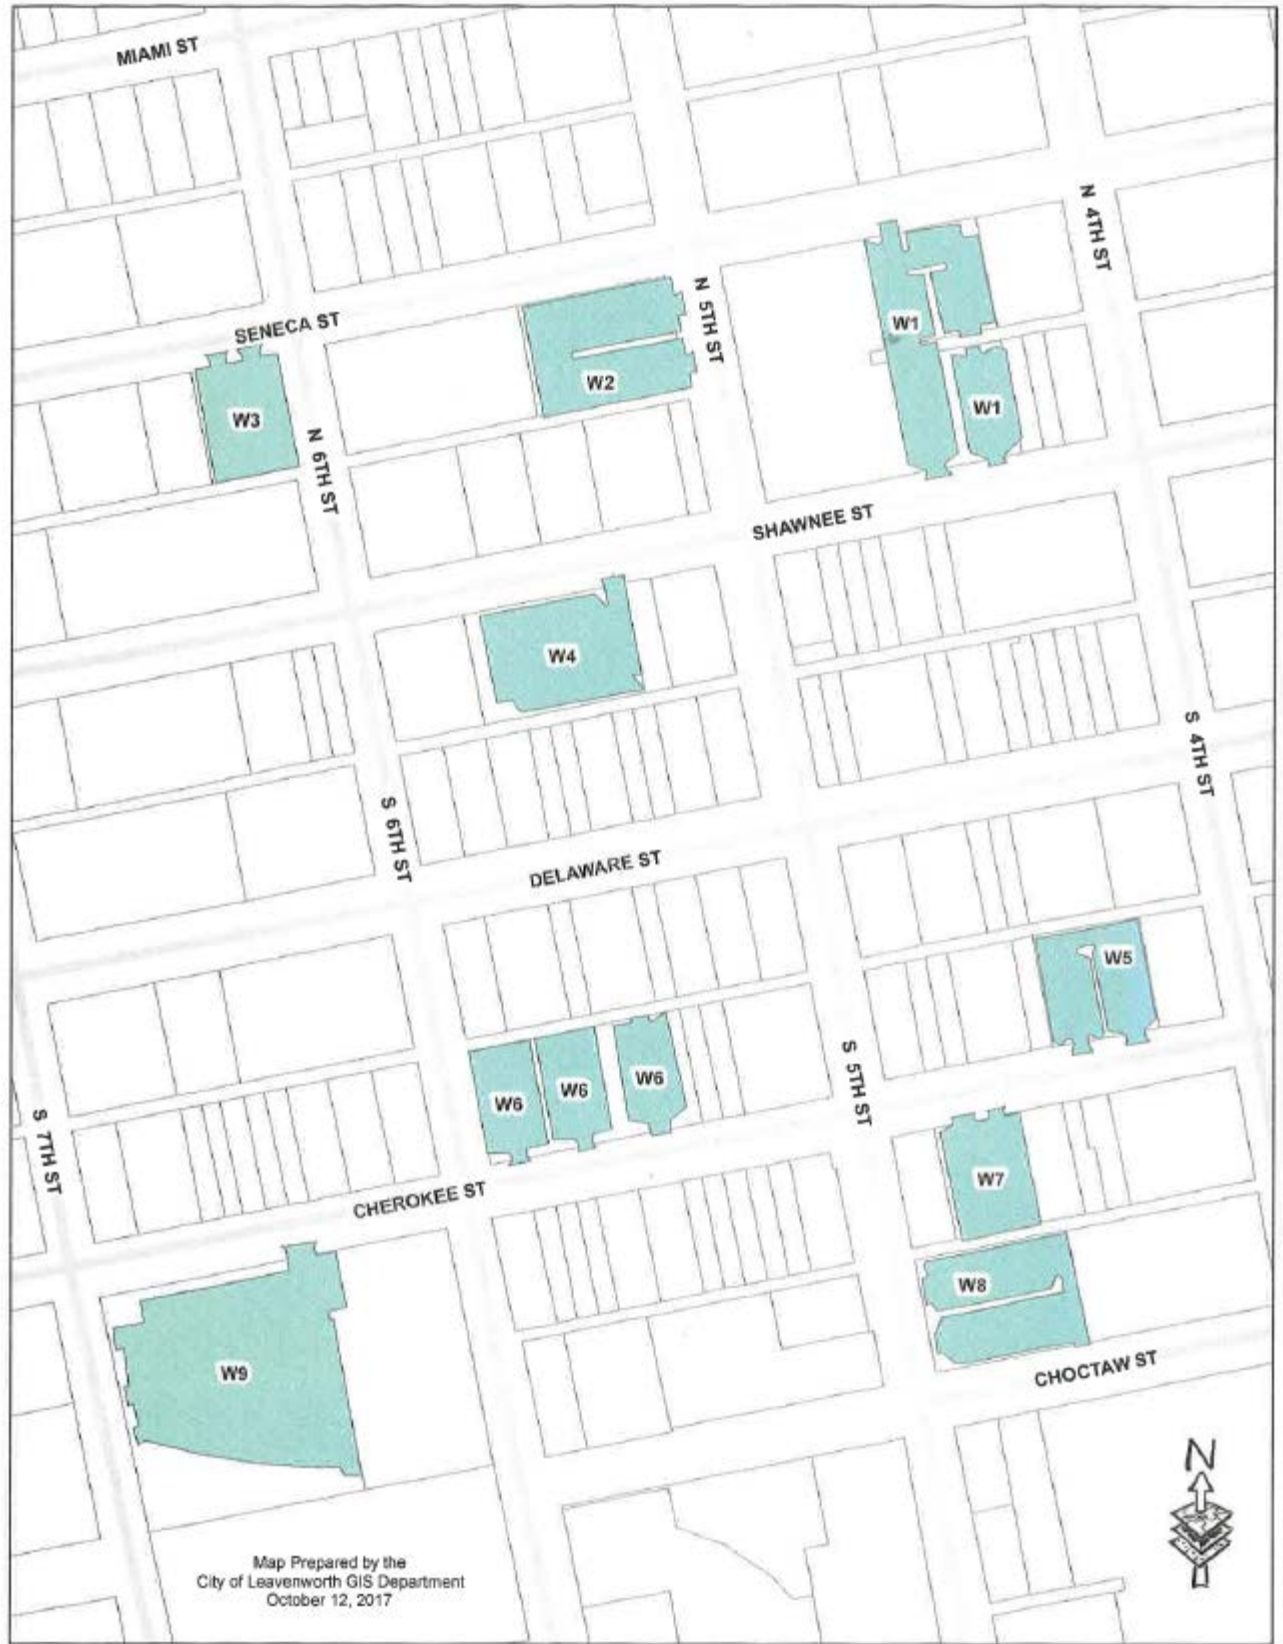 MIAMI ST
N 4TH ST
SENECA ST
N 5TH ST
W1
W2
W3
W1
N 6TH ST
SHAWNEE ST
W4
S 4TH ST
S 6TH ST
DELAWARE ST
W5
S 5TH ST
W6
W6
W6
S 7TH ST
W7
CHEROKEE ST
W8
W9
CHOCTAW ST
N
Map Prepared by the
City of Leavenworth GIS Department
October 12, 2017